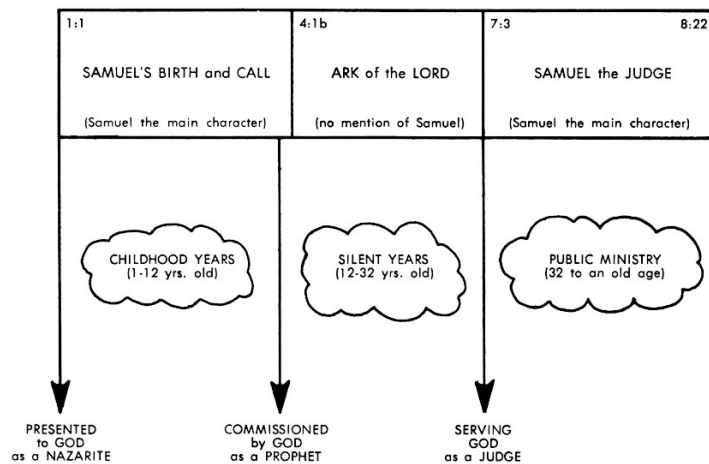 1:1
4:1b
7:3
8:22
SAMUEL'S BIRTH and CALL
ARK of the LORD
SAMUEL the JUDGE
(Samuel the main character)
(no mention of Samuel)
(Samuel the main character)
CHILDHOOD YEARS
(1-12 yrs. old)
SILENT YEARS
(12-32 yrs. old)
PUBLIC MINISTRY
(32 to an old age)
PRESENTED
to GOD
as a NAZARITE
COMMISSIONED
by GOD
as a PROPHET
SERVING
GOD
as a JUDGE